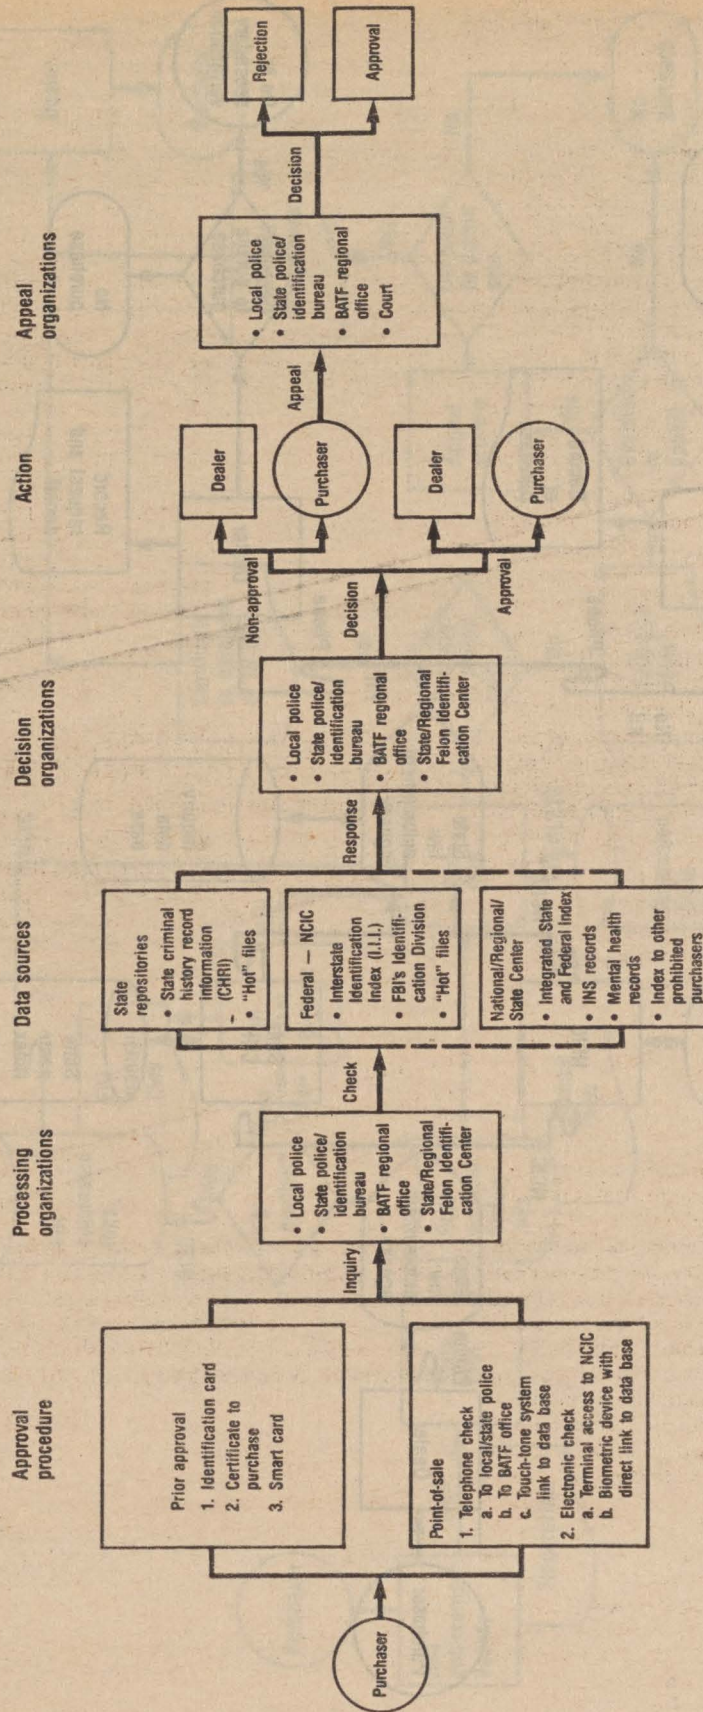 Approval
procedure
Processing
organizations
Data sources
Decision
organizations
Action
Appeal
organizations
Purchaser
Prior approval
1. Identification card
2. Certificate to
purchase
3. Smart card
Point-of-sale
1. Telephone check
a. To local/state police
b. To BATF office
c. Touch-tone system
link to data base
2. Electronic check
a. Terminal access to NCIC
b. Biometric device with
direct link to data base
Inquiry
• Local police
• State police/
identification
bureau
• BATF regional
office
• State/Regional
Felon Identifi-
cation Center
Check
State
repositories
• State criminal
history record
information
(CHRI)
• "Hot" files
Federal — NCIC
• Interstate
Identification
Index (I.I.I.)
• FBI's Identifi-
cation Division
• "Hot" files
National/Regional/
State Center
• Integrated State
and Federal Index
• INS records
• Mental health
records
• Index to other
prohibited
purchasers
Response
• Local police
• State police/
identification
bureau
• BATF regional
office
• State/Regional
Felon Identifi-
cation Center
Decision
Non-approval
Dealer
Purchaser
Approval
Dealer
Purchaser
Appeal
• Local police
• State police/
identification
bureau
• BATF regional
office
• Court
Decision
Rejection
Approval